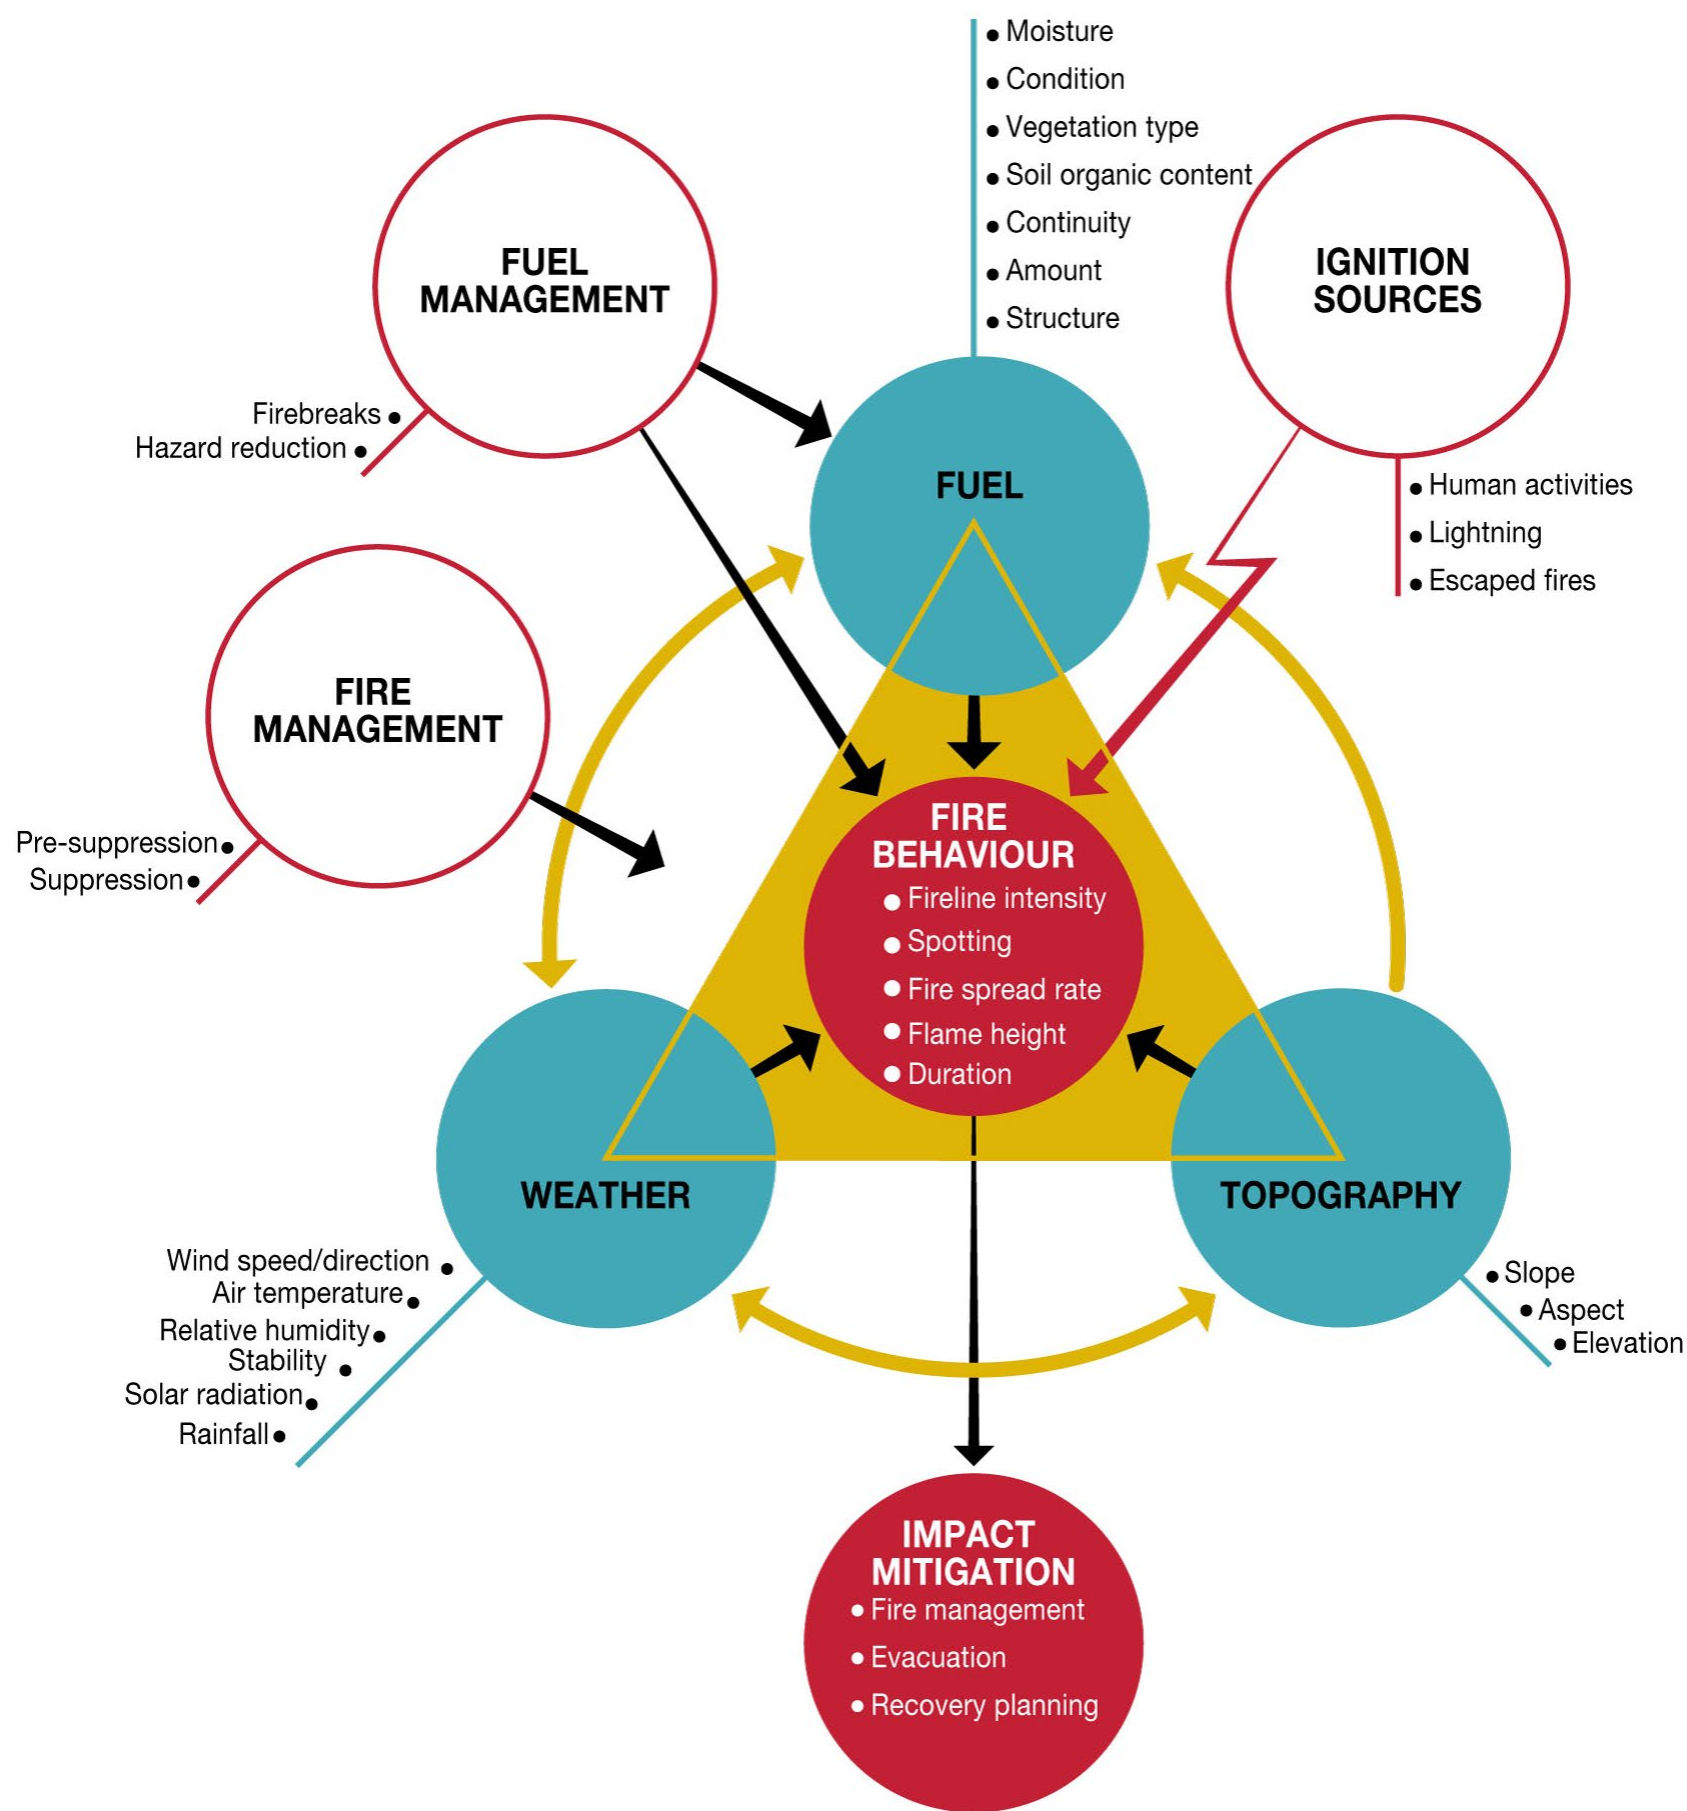 • Moisture
• Condition
• Vegetation type
• Soil organic content
• Continuity
• Amount
• Structure
FUEL
MANAGEMENT
Firebreaks •
Hazard reduction •
IGNITION
SOURCES
• Human activities
• Lightning
• Escaped fires
FUEL
FIRE
MANAGEMENT
Pre-suppression •
Suppression •
FIRE
BEHAVIOUR
• Fireline intensity
• Spotting
• Fire spread rate
• Flame height
• Duration
WEATHER
Wind speed/direction •
Air temperature •
Relative humidity •
Stability •
Solar radiation •
Rainfall •
TOPOGRAPHY
• Slope
• Aspect
• Elevation
IMPACT
MITIGATION
• Fire management
• Evacuation
• Recovery planning